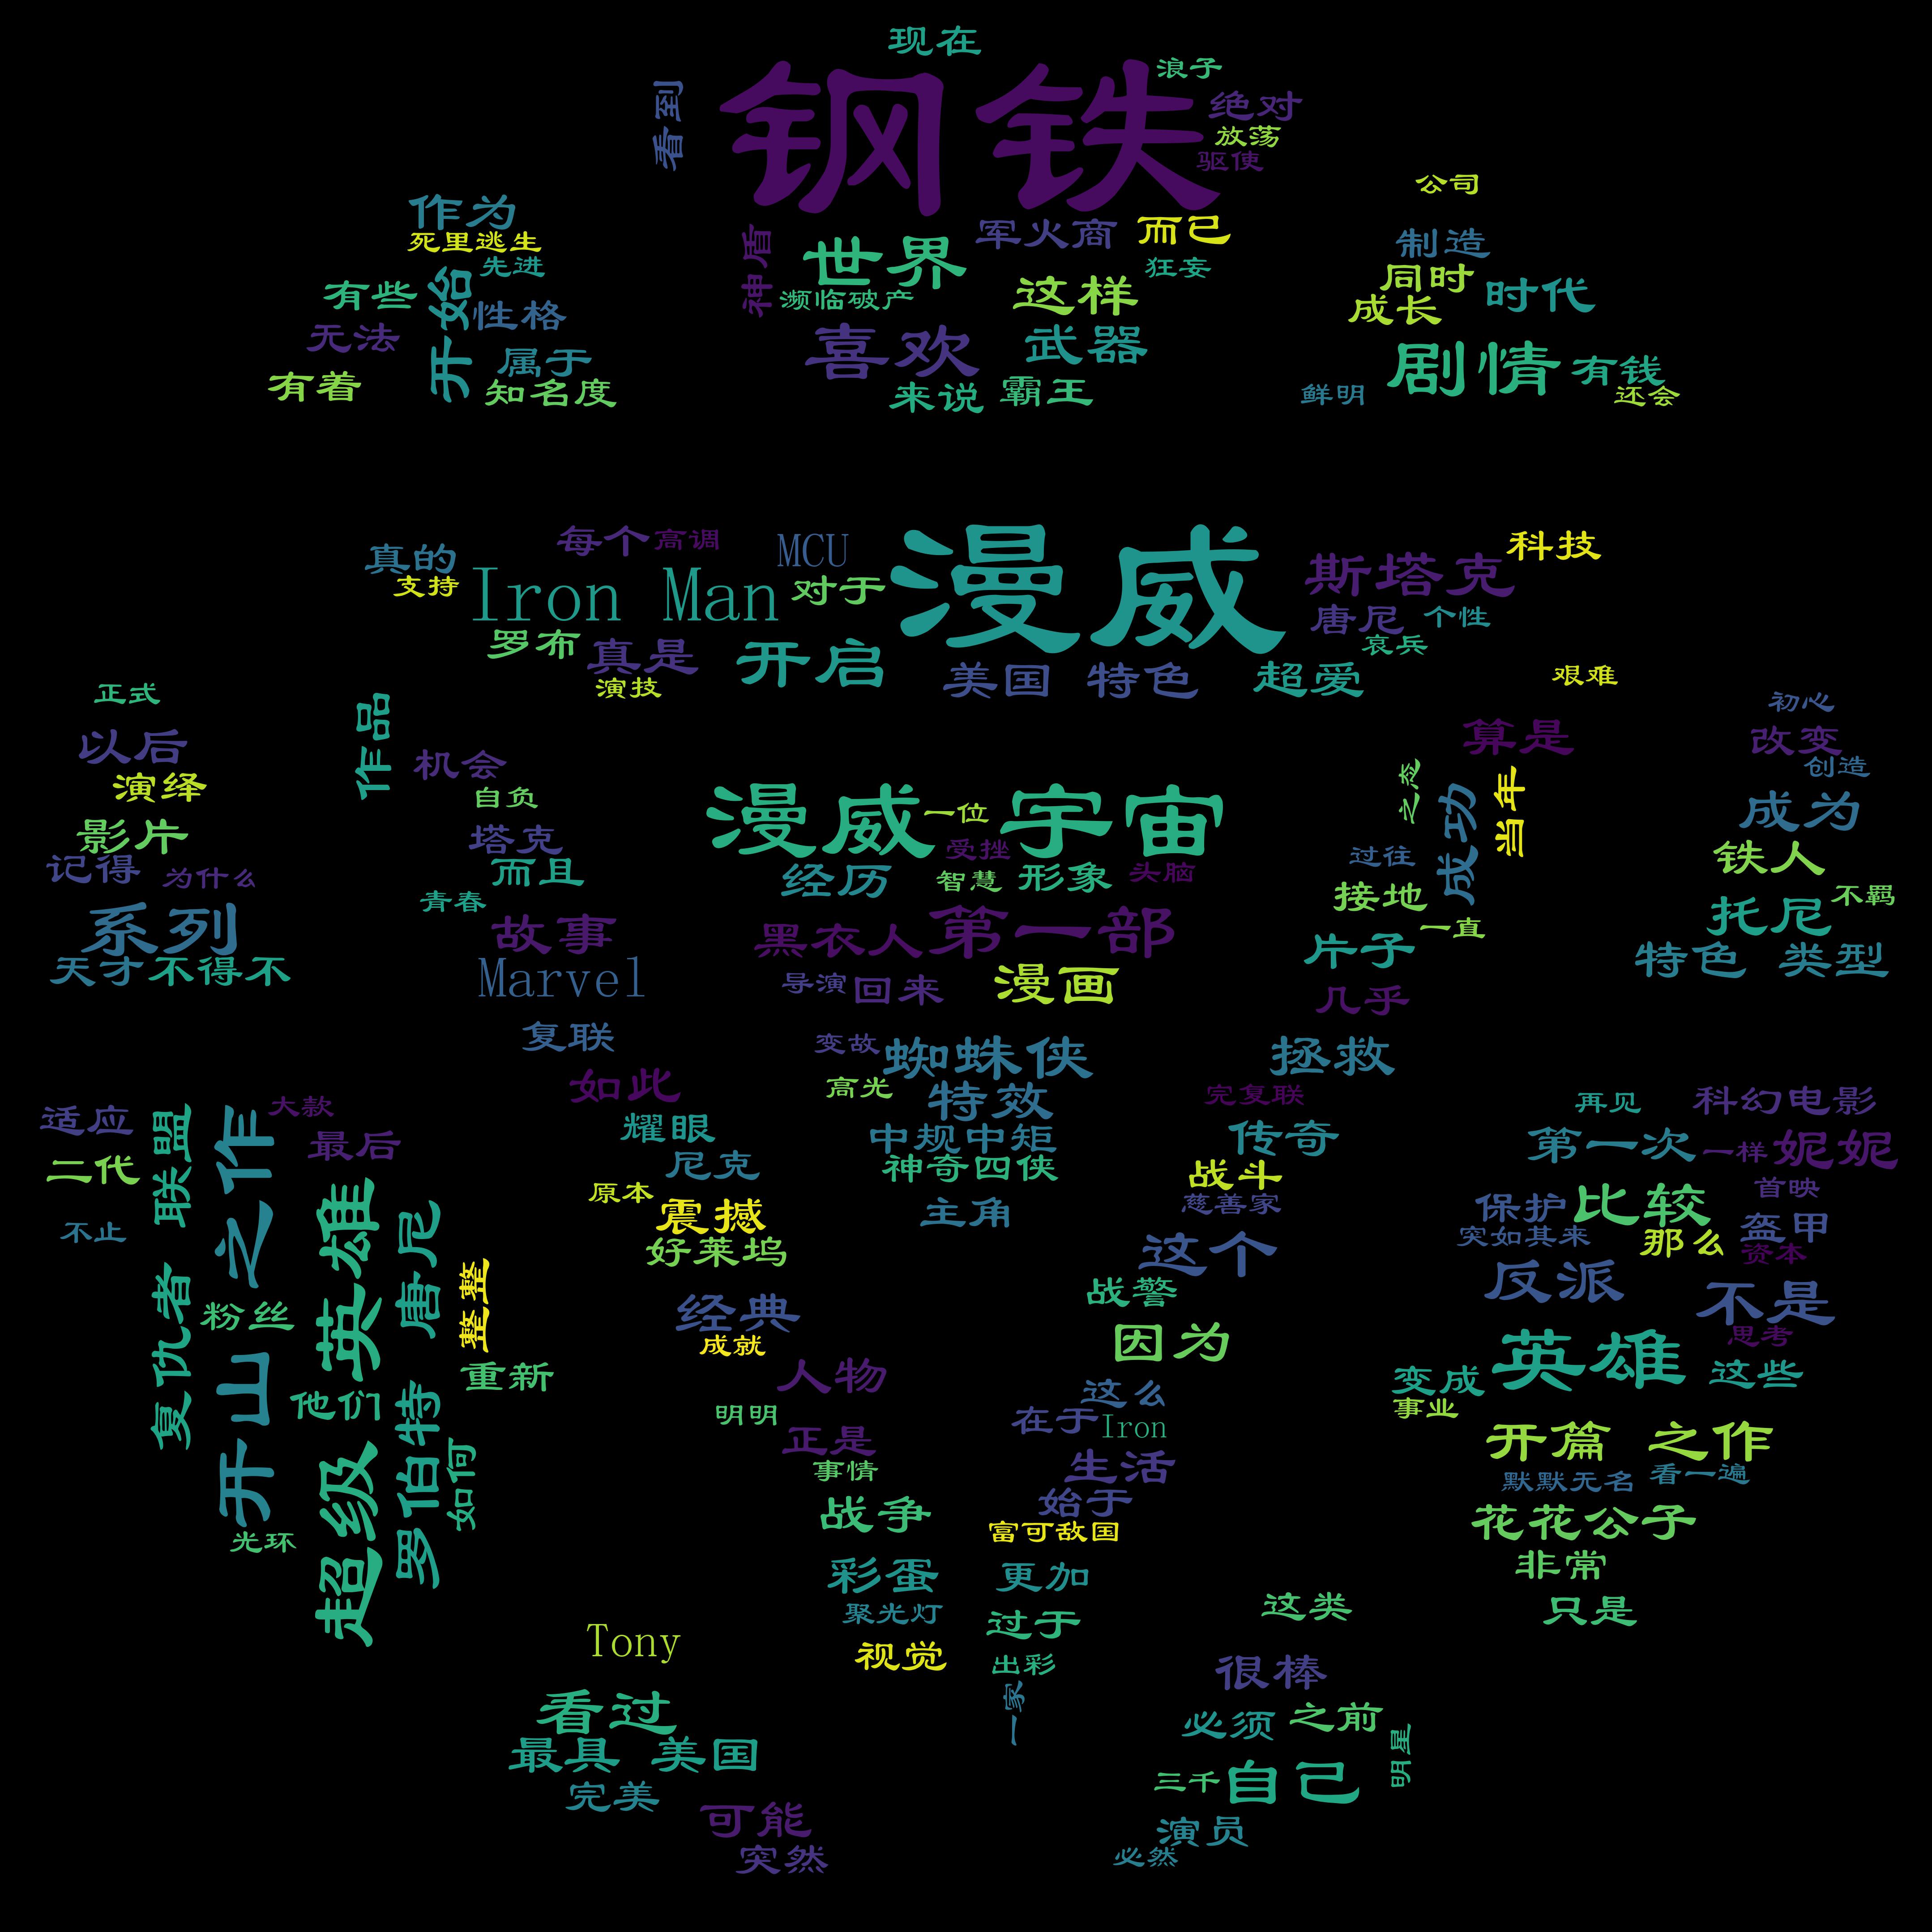 现在
浪子
看到
钢铁
绝对
放荡
驱使
公司
作为
死里逃生
先进
神盾
世界
军火商
而已
狂妄
濒临破产
这样
制造
同时
时代
成长
有些
开始
性格
无法
属于
有着
知名度
喜欢
武器
来说
霸王
剧情
有钱
鲜明
还会
真的
支持
每个
高调
MCU
Iron Man
对于
漫威
斯塔克
科技
唐尼
个性
哀兵
罗布
真是
演技
开启
美国 特色
超爱
艰难
正式
以后
演绎
影片
记得
为什么
系列
天才
不得不
作品
机会
自负
塔克
而且
青春
故事
Marvel
复联
漫威
一位
宇宙
受挫
经历
智慧
形象
头脑
黑衣人
第一部
导演
回来
漫画
算是
之态
成功
当年
过往
接地
一直
片子
几乎
初心
改变
创造
成为
铁人
不羁
托尼
特色 类型
变故
蜘蛛侠
高光
特效
中规中矩
神奇四侠
主角
拯救
完复联
传奇
战斗
慈善家
这个
战警
因为
如此
耀眼
尼克
原本
震撼
好莱坞
经典
成就
人物
明明
正是
事情
战争
彩蛋
聚光灯
视觉
适应
二代
不止
复仇者 联盟
大款
开山 之作
最后
粉丝
超级英雄
他们
罗伯特 唐尼
整整
重新
如何
光环
再见
科幻电影
第一次
一样
妮妮
首映
保护
比较
突如其来
那么
盔甲
资本
反派
不是
思考
英雄
变成
这些
事业
开篇 之作
默默无名
看一遍
花花公子
非常
只是
这么
在于
Iron
生活
始于
富可敌国
更加
过于
出彩
一家
这类
很棒
必须
之前
明星
三千
自己
演员
必然
Tony
看过
最具 美国
完美
可能
突然